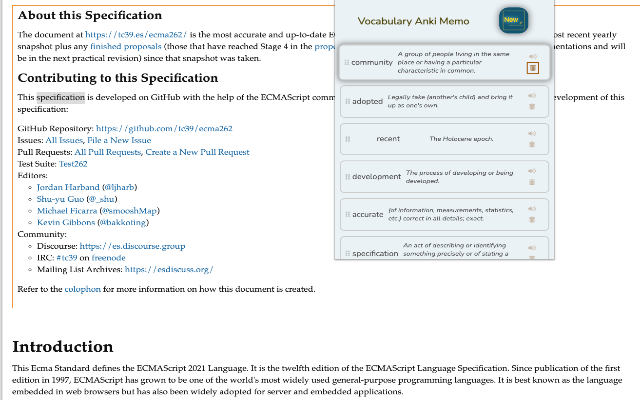 About this Specification
The document at https://tc39.es/ecma262/ is the most accurate and up-to-date E
ost recent yearly
snapshot plus any finished proposals (those that have reached Stage 4 in the propo
entations and will
be in the next practical revision) since that snapshot was taken.
Contributing to this Specification
This specification is developed on GitHub with the help of the ECMAScript comm
evelopment of this
specification:
GitHub Repository: https://github.com/tc39/ecma262
Issues: All Issues, File a New Issue
Pull Requests: All Pull Requests, Create a New Pull Request
Test Suite: Test262
Editors:
Jordan Harband (@ljharb)
Shu-yu Guo (@_shu)
Michael Ficarra (@smooshMap)
Kevin Gibbons (@bakkoting)
Community:
Discourse: https://es.discourse.group
IRC: #tc39 on freenode
Mailing List Archives: https://esdiscuss.org/
Refer to the colophon for more information on how this document is created.
Vocabulary Anki Memo
New
community
A group of people living in the same
place or having a particular
characteristic in common.
adopted
Legally take (another's child) and bring it
up as one's own.
recent
The Holocene epoch.
development
The process of developing or being
developed.
accurate
(of information, measurements, statistics,
etc.) correct in all details; exact.
specification
An act of describing or identifying
something precisely or of stating a
Introduction
This Ecma Standard defines the ECMAScript 2021 Language. It is the twelfth edition of the ECMAScript Language Specification. Since publication of the first
edition in 1997, ECMAScript has grown to be one of the world's most widely used general-purpose programming languages. It is best known as the language
embedded in web browsers but has also been widely adopted for server and embedded applications.